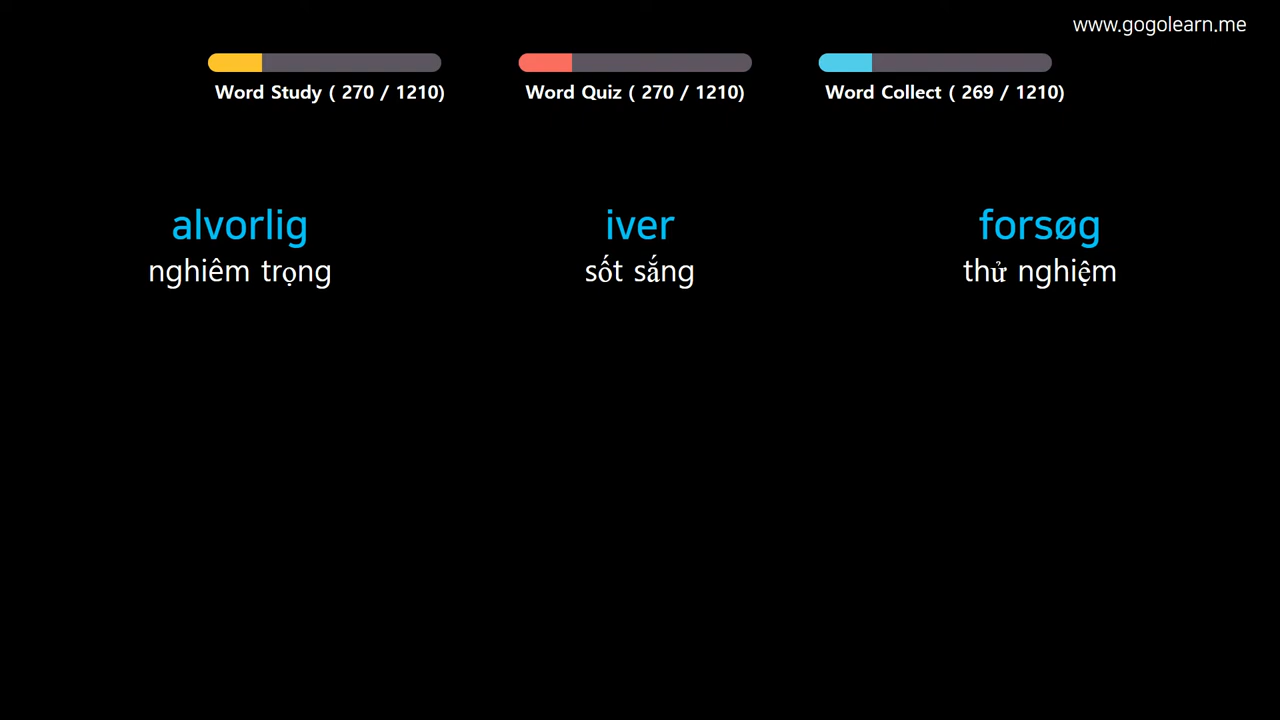 www.gogolearn.me
Word Study ( 270 / 1210)
Word Quiz ( 270 / 1210)
Word Collect ( 269 / 1210)
alvorlig
nghiêm trọng
iver
sốt sắng
forsøg
thử nghiệm